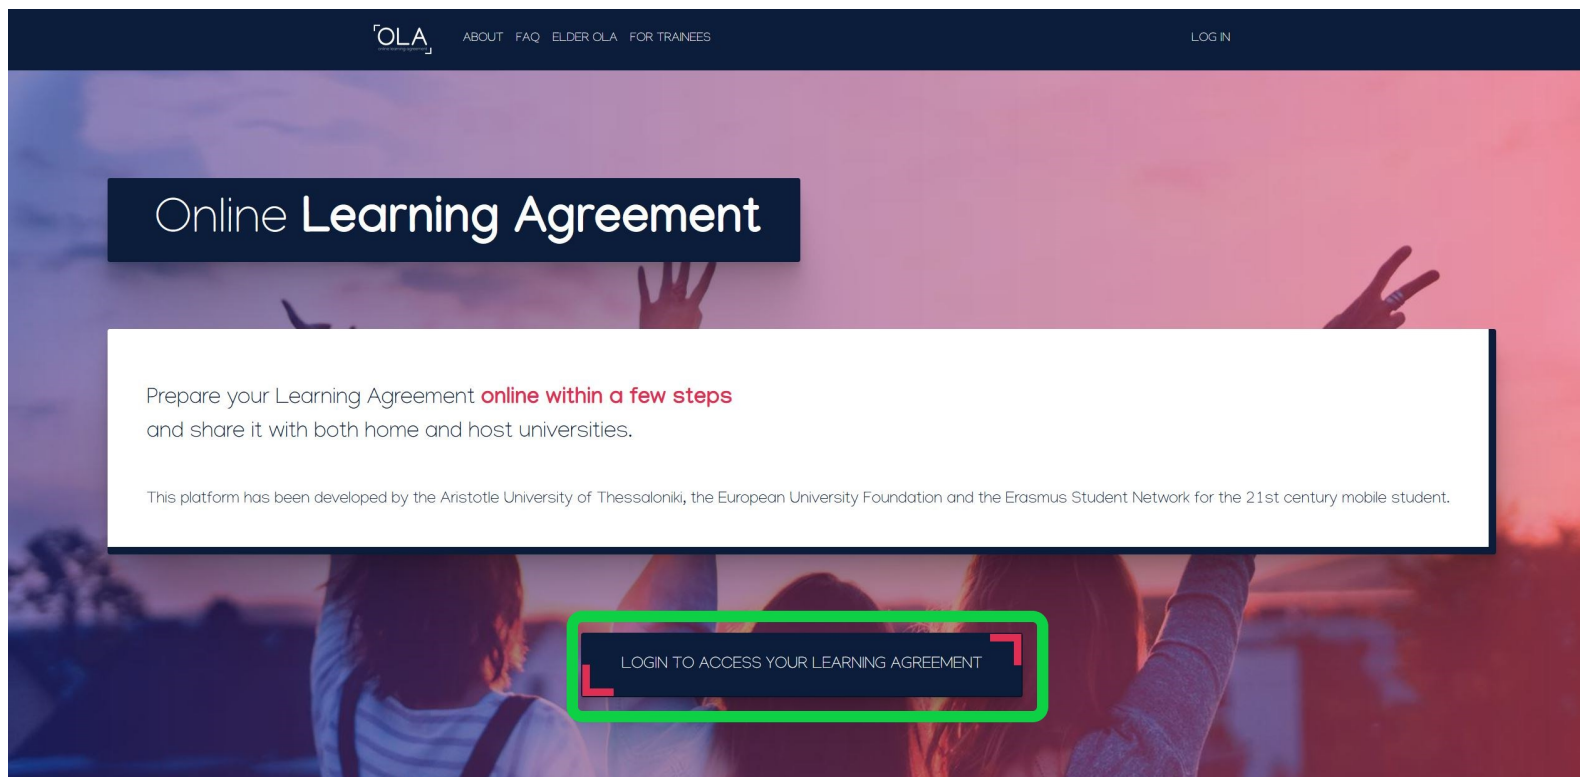 OLA
online learning agreement
ABOUT FAQ ELDER OLA FOR TRAINEES
LOG IN
Online Learning Agreement
Prepare your Learning Agreement online within a few steps
and share it with both home and host universities.
This platform has been developed by the Aristotle University of Thessaloniki, the European University Foundation and the Erasmus Student Network for the 21st century mobile student.
LOGIN TO ACCESS YOUR LEARNING AGREEMENT